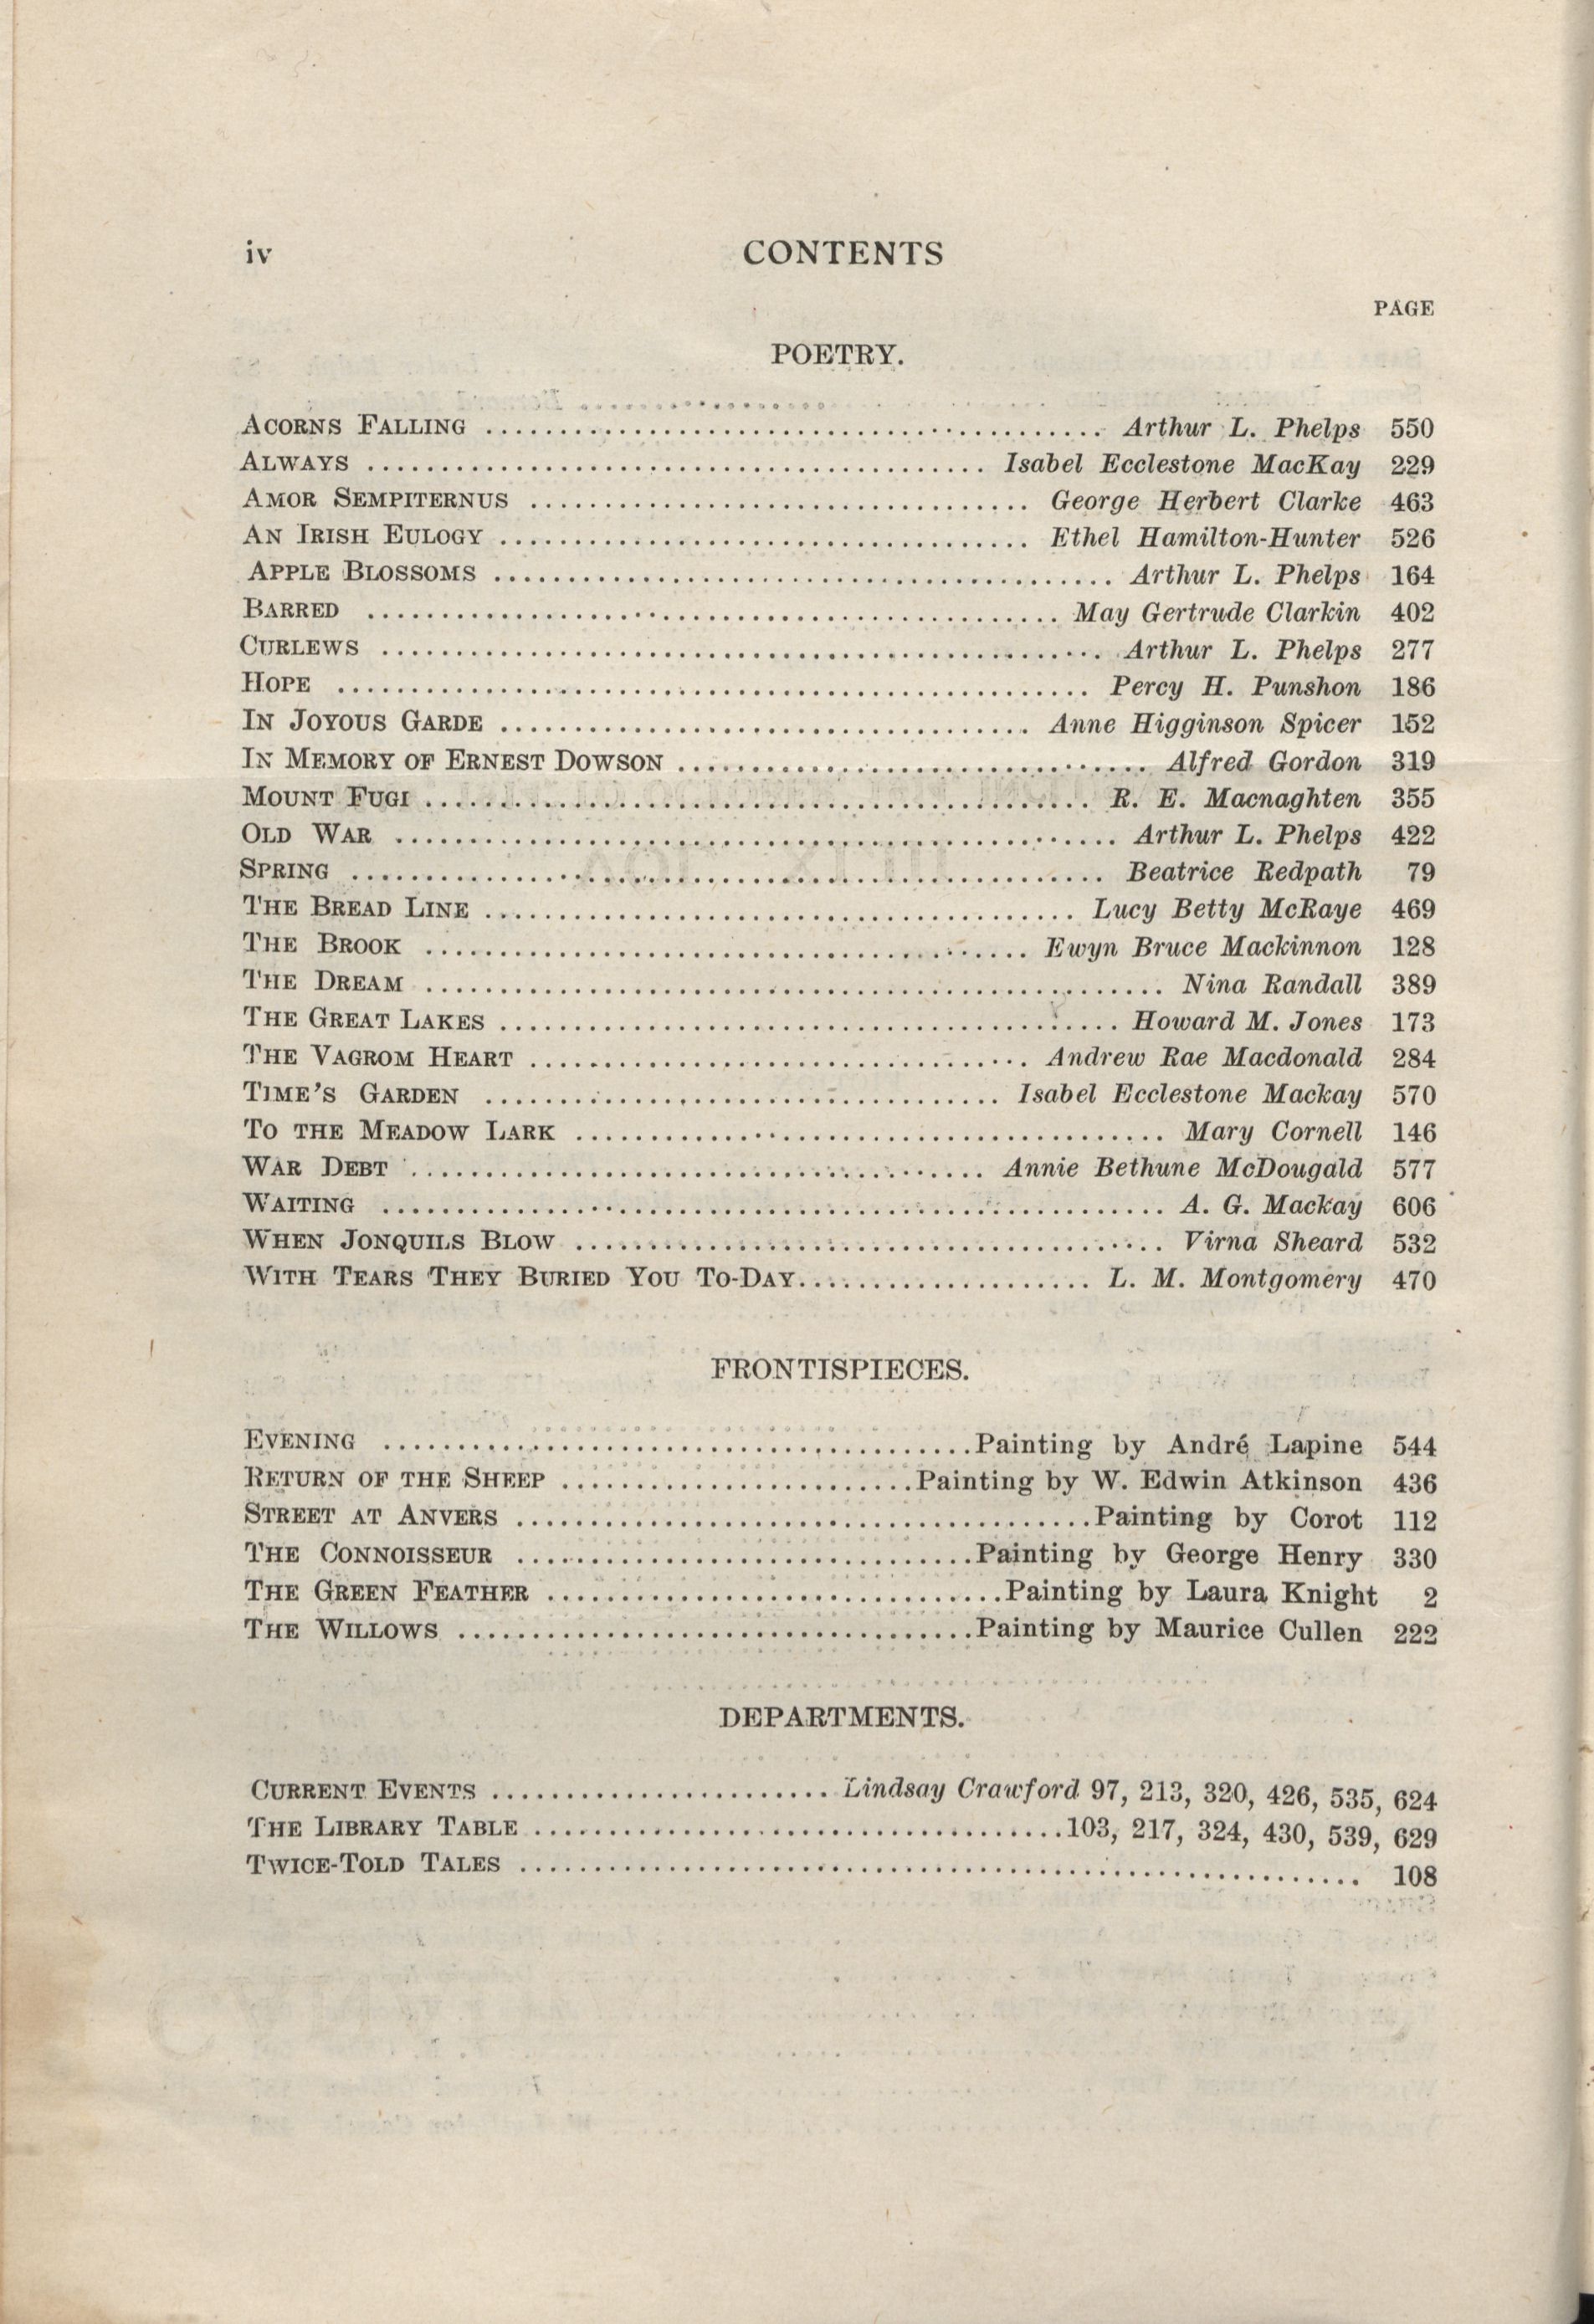 iv CONTENTS
PAGE
POETRY.
ACORNS FALLING ........................................ Arthur L. Phelps 550
ALWAYS ........................................ Isabel Ecclestone MacKay 229
AMOR SEMPITERNUS ........................................ George Herbert Clarke 463
AN IRISH EULOGY ........................................ Ethel Hamilton-Hunter 526
APPLE BLOSSOMS ........................................ Arthur L. Phelps 164
BARRED ........................................ May Gertrude Clarkin 402
CURLEWS ........................................ Arthur L. Phelps 277
HOPE ........................................ Percy H. Punshon 186
IN JOYOUS GARDE ........................................ Anne Higginson Spicer 152
IN MEMORY OF ERNEST DOWSON ........................................ Alfred Gordon 319
MOUNT FUGI ........................................ R. E. Macnaghten 355
OLD WAR ........................................ Arthur L. Phelps 422
SPRING ........................................ Beatrice Redpath 79
THE BREAD LINE ........................................ Lucy Betty McRaye 469
THE BROOK ........................................ Ewyn Bruce Mackinnon 128
THE DREAM ........................................ Nina Randall 389
THE GREAT LAKES ........................................ Howard M. Jones 173
THE VAGROM HEART ........................................ Andrew Rae Macdonald 284
TIME'S GARDEN ........................................ Isabel Ecclestone Mackay 570
TO THE MEADOW LARK ........................................ Mary Cornell 146
WAR DEBT ........................................ Annie Bethune McDougald 577
WAITING ........................................ A. G. Mackay 606
WHEN JONQUILS BLOW ........................................ Virna Sheard 532
WITH TEARS THEY BURIED YOU TO-DAY..................... L. M. Montgomery 470
FRONTISPIECES.
EVENING ........................................Painting by André Lapine 544
RETURN OF THE SHEEP ........................Painting by W. Edwin Atkinson 436
STREET AT ANVERS ........................................Painting by Corot 112
THE CONNOISSEUR ................................Painting by George Henry 330
THE GREEN FEATHER ................................Painting by Laura Knight 2
THE WILLOWS ....................................Painting by Maurice Cullen 222
DEPARTMENTS.
CURRENT EVENTS ....................... Lindsay Crawford 97, 213, 320, 426, 535, 624
THE LIBRARY TABLE ....................................103, 217, 324, 430, 539, 629
TWICE-TOLD TALES ........................................ 108